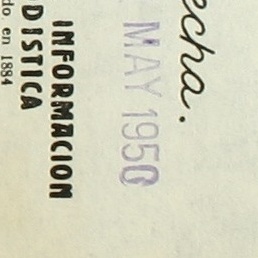 echa.
MAY 1950
INFORMACION
DISTICA
do, en 1884